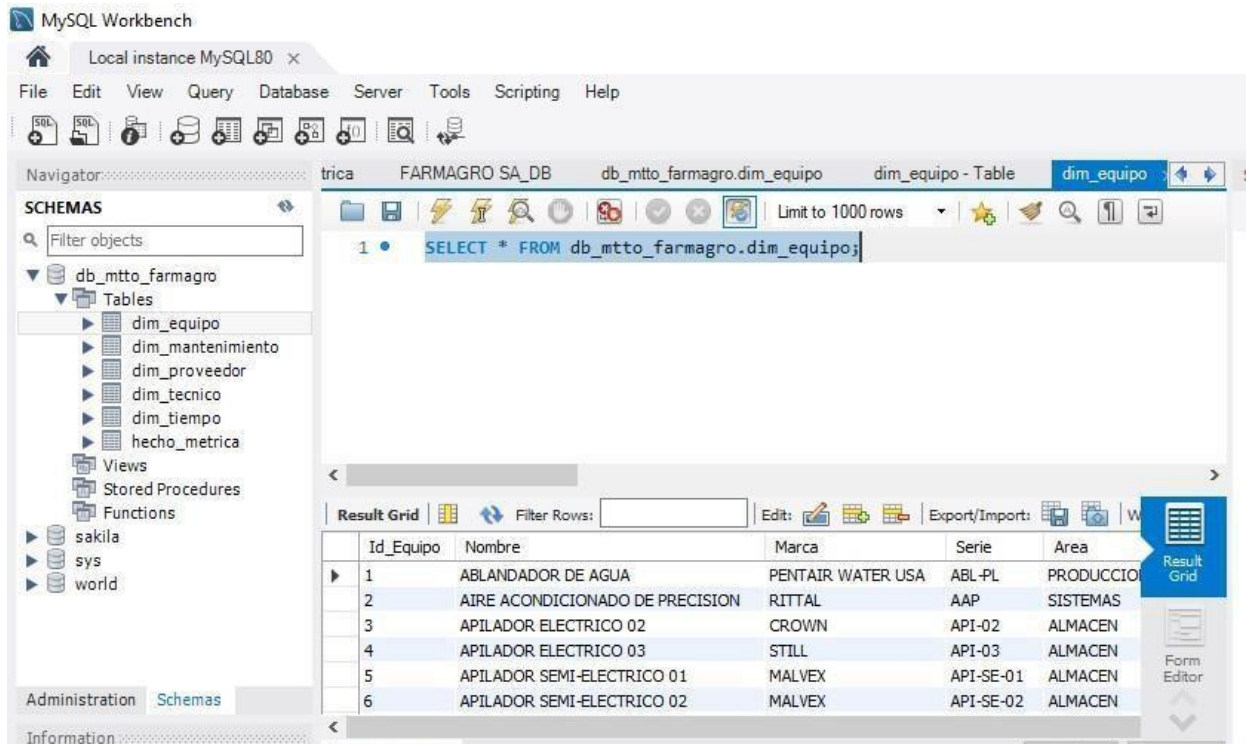 MySQL Workbench
Local instance MySQL80
File Edit View Query Database Server Tools Scripting Help
Navigator
trica FARMAGRO SA_DB db_mtto_farmagro.dim_equipo dim_equipo - Table dim_equipo
SCHEMAS
Limit to 1000 rows
Filter objects
1 SELECT * FROM db_mtto_farmagro.dim_equipo;
db_mtto_farmagro
Tables
dim_equipo
dim_mantenimiento
dim_proveedor
dim_tecnico
dim_tiempo
hecho_metrica
Views
Stored Procedures
Functions
sakila
sys
world
Administration Schemas
Information
Result Grid Filter Rows: Edit: Export/Import: W
Id_Equipo Nombre Marca Serie Area
1 ABLANDADOR DE AGUA PENTAIR WATER USA ABL-PL PRODUCCIO
2 AIRE ACONDICIONADO DE PRECISION RITTAL AAP SISTEMAS
3 APILADOR ELECTRICO 02 CROWN API-02 ALMACEN
4 APILADOR ELECTRICO 03 STILL API-03 ALMACEN
5 APILADOR SEMI-ELECTRICO 01 MALVEX API-SE-01 ALMACEN
6 APILADOR SEMI-ELECTRICO 02 MALVEX API-SE-02 ALMACEN
Result
Grid
Form
Editor